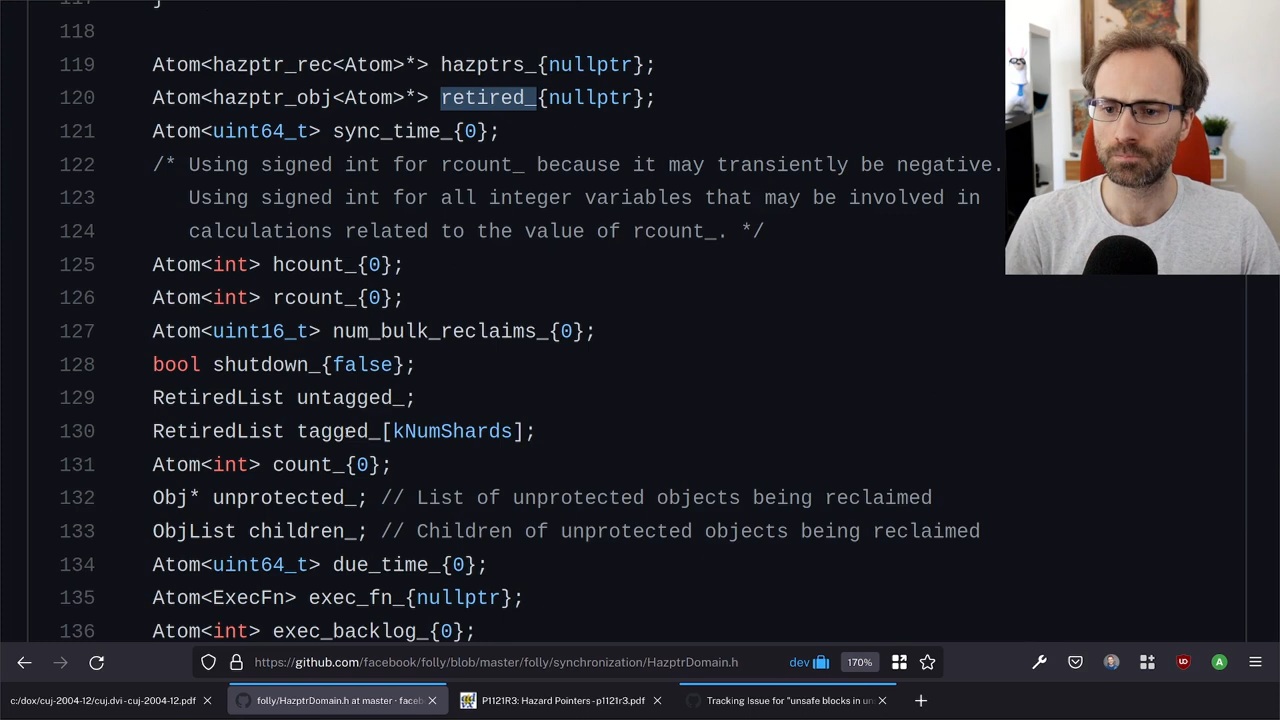 118
119 Atom<hazptr_rec<Atom>*> hazptrs_{nullptr};
120 Atom<hazptr_obj<Atom>*> retired_{nullptr};
121 Atom<uint64_t> sync_time_{0};
122 /* Using signed int for rcount_ because it may transiently be negative.
123 Using signed int for all integer variables that may be involved in
124 calculations related to the value of rcount_. */
125 Atom<int> hcount_{0};
126 Atom<int> rcount_{0};
127 Atom<uint16_t> num_bulk_reclaims_{0};
128 bool shutdown_{false};
129 RetiredList untagged_;
130 RetiredList tagged_[kNumShards];
131 Atom<int> count_{0};
132 Obj* unprotected_; // List of unprotected objects being reclaimed
133 ObjList children_; // Children of unprotected objects being reclaimed
134 Atom<uint64_t> due_time_{0};
135 Atom<ExecFn> exec_fn_{nullptr};
136 Atom<int> exec_backlog_{0};
https://github.com/facebook/folly/blob/master/folly/synchronization/HazptrDomain.h dev 170%
c:/dox/cuj-2004-12/cuj.dvi - cuj-2004-12.pdf folly/HazptrDomain.h at master · faceb P1121R3: Hazard Pointers - p1121r3.pdf Tracking Issue for "unsafe blocks in un